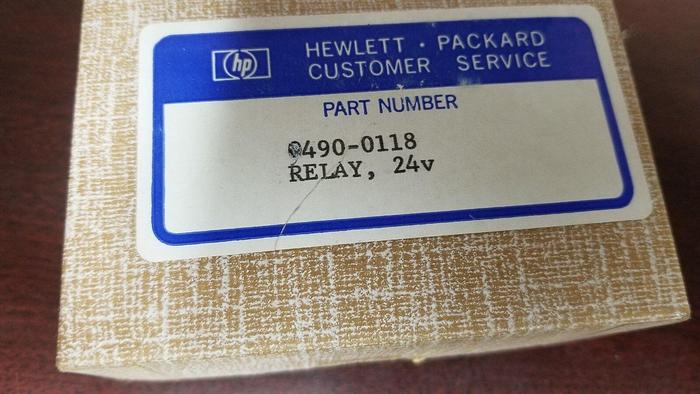 hp
HEWLETT · PACKARD
CUSTOMER SERVICE
PART NUMBER
0490-0118
RELAY, 24v